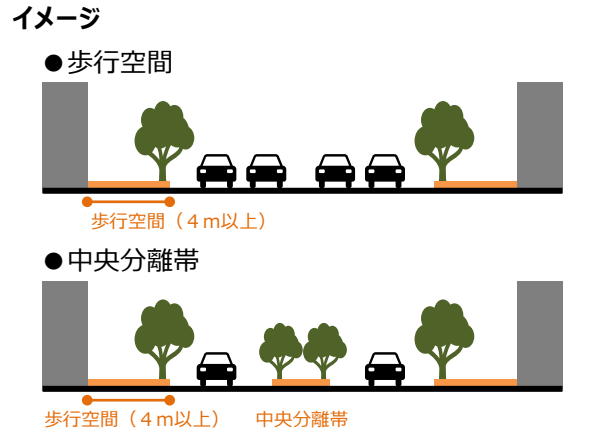 イメージ
●歩行空間
歩行空間（４ｍ以上）
●中央分離帯
歩行空間（４ｍ以上） 中央分離帯